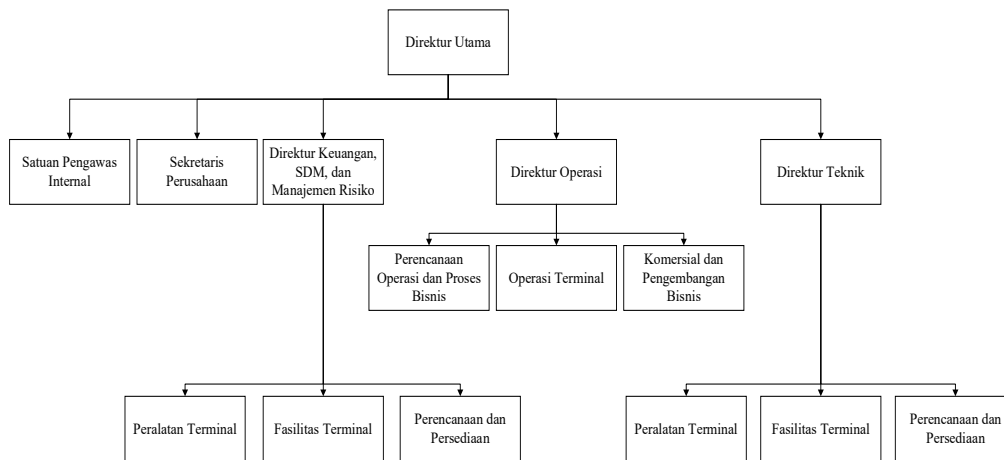 Direktur Utama
Satuan Pengawas
Internal
Sekretaris
Perusahaan
Direktur Keuangan,
SDM, dan
Manajemen Risiko
Direktur Operasi
Direktur Teknik
Perencanaan
Operasi dan Proses
Bisnis
Operasi Terminal
Komersial dan
Pengembangan
Bisnis
Peralatan Terminal
Fasilitas Terminal
Perencanaan dan
Persediaan
Peralatan Terminal
Fasilitas Terminal
Perencanaan dan
Persediaan